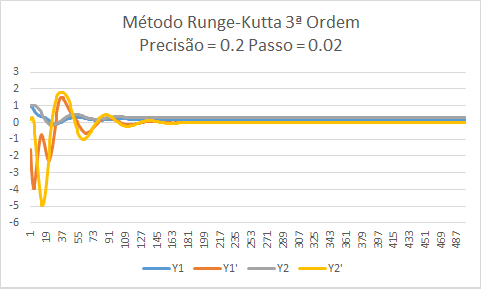 Método Runge-Kutta 3ª Ordem
Precisão = 0.2 Passo = 0.02
3
2
1
0
-1
-2
-3
-4
-5
-6
1 19 37 55 73 91 109 127 145 163 181 199 217 235 253 271 289 307 325 343 361 379 397 415 433 451 469 487
Y1 Y1' Y2 Y2'